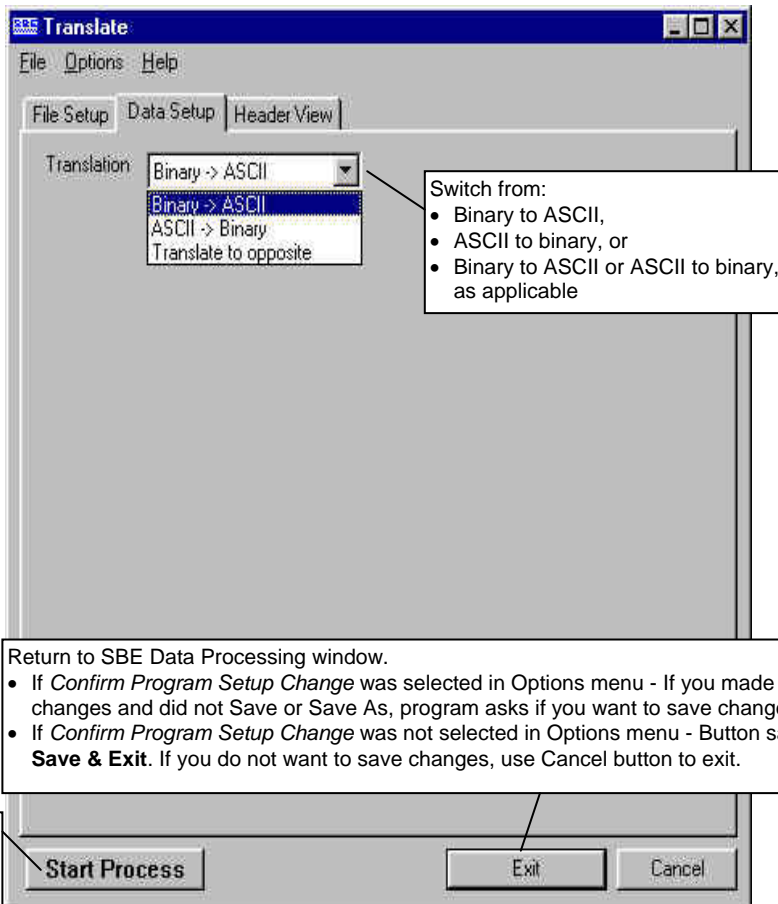 SBE Translate
File Options Help
File Setup Data Setup Header View
Translation Binary -> ASCII
Binary -> ASCII
ASCII -> Binary
Translate to opposite
Switch from:
• Binary to ASCII,
• ASCII to binary, or
• Binary to ASCII or ASCII to binary,
as applicable
Return to SBE Data Processing window.
• If Confirm Program Setup Change was selected in Options menu - If you made
changes and did not Save or Save As, program asks if you want to save
• If Confirm Program Setup Change was not selected in Options menu - Button
Save & Exit. If you do not want to save changes, use Cancel button to exit.
Start Process Exit Cancel